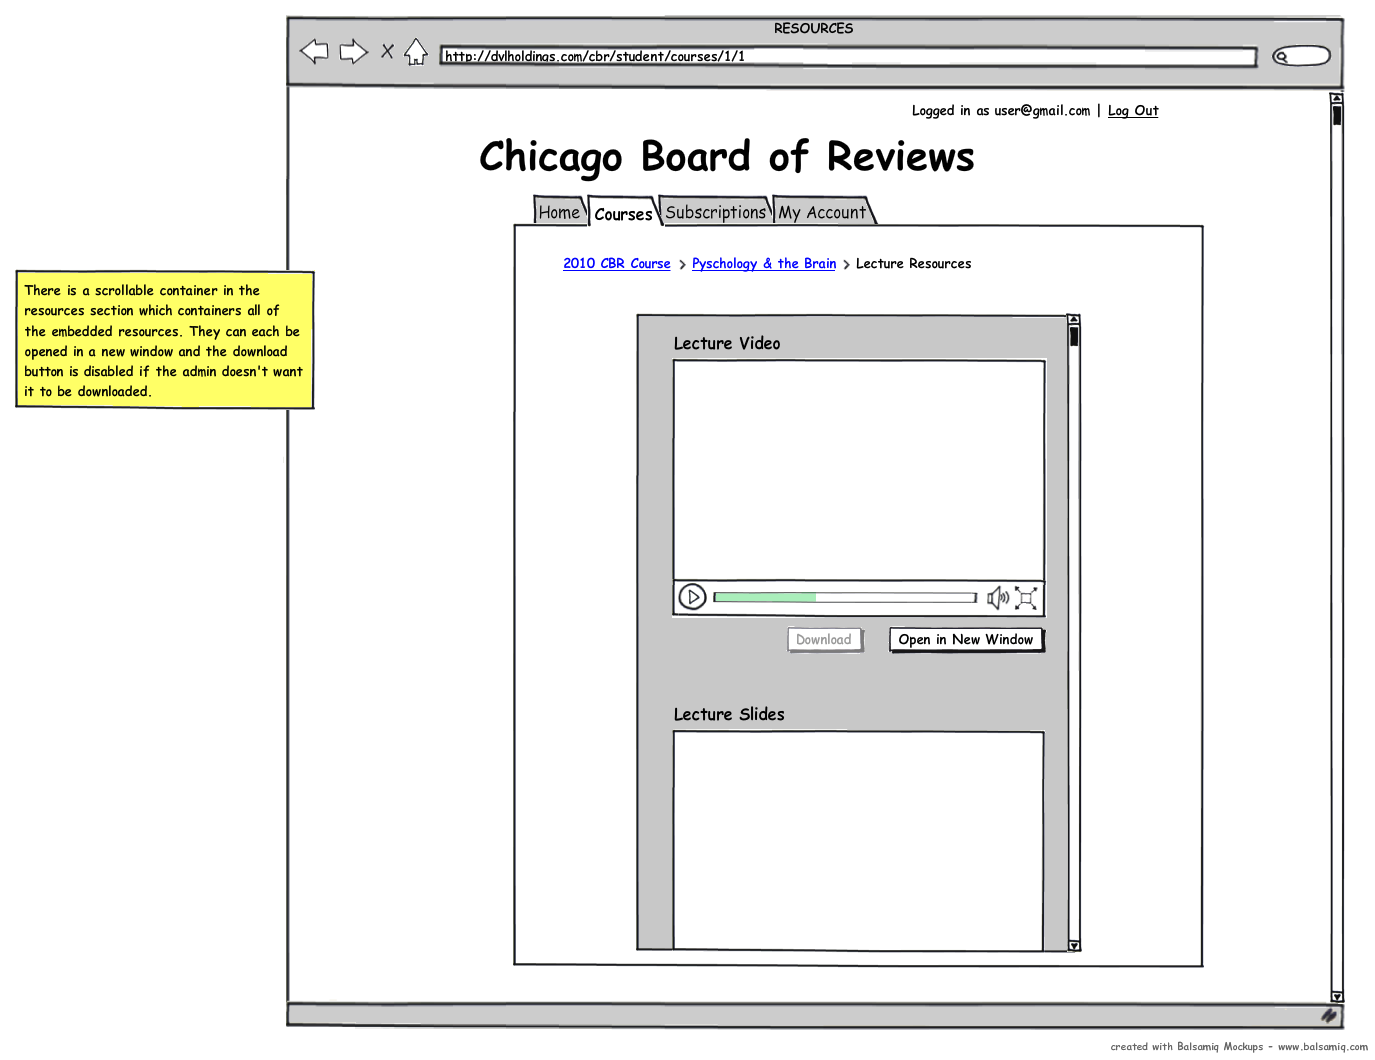 RESOURCES
http://dvlholdings.com/cbr/student/courses/1/1
Logged in as user@gmail.com | Log Out
Chicago Board of Reviews
Home Courses Subscriptions My Account
2010 CBR Course > Pyschology & the Brain > Lecture Resources
There is a scrollable container in the
resources section which containers all of
the embedded resources. They can each be
opened in a new window and the download
button is disabled if the admin doesn't want
it to be downloaded.
Lecture Video
Download Open in New Window
Lecture Slides
created with Balsamiq Mockups - www.balsamiq.com